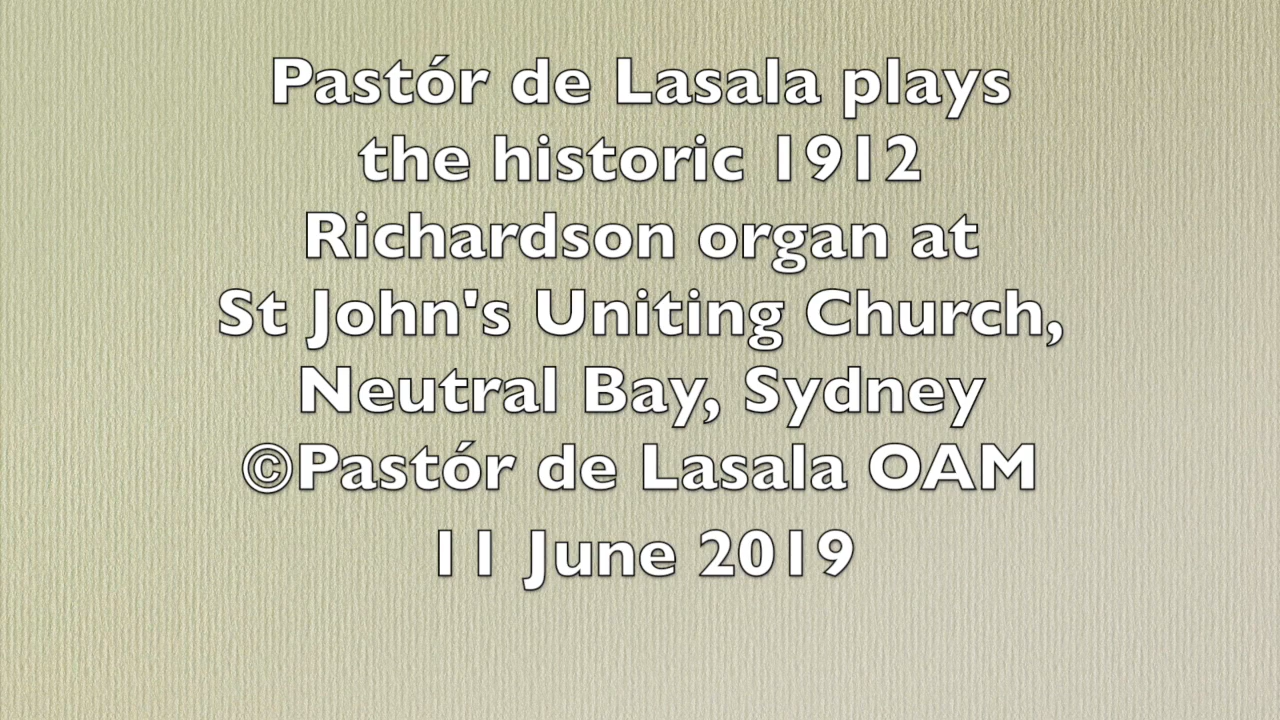 Pastór de Lasala plays
the historic 1912
Richardson organ at
St John's Uniting Church,
Neutral Bay, Sydney
©Pastór de Lasala OAM
11 June 2019